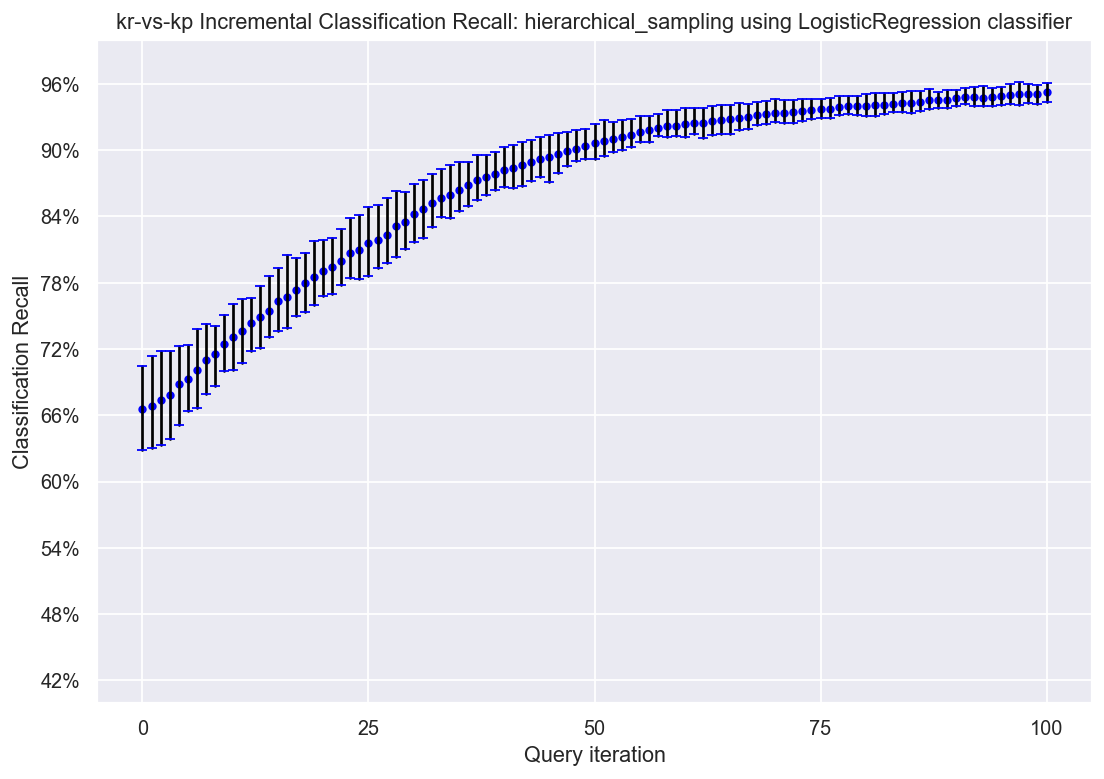 kr-vs-kp Incremental Classification Recall: hierarchical_sampling using LogisticRegression classifier
96%
90%
84%
78%
72%
66%
60%
54%
48%
42%
Classification Recall
0 25 50 75 100
Query iteration